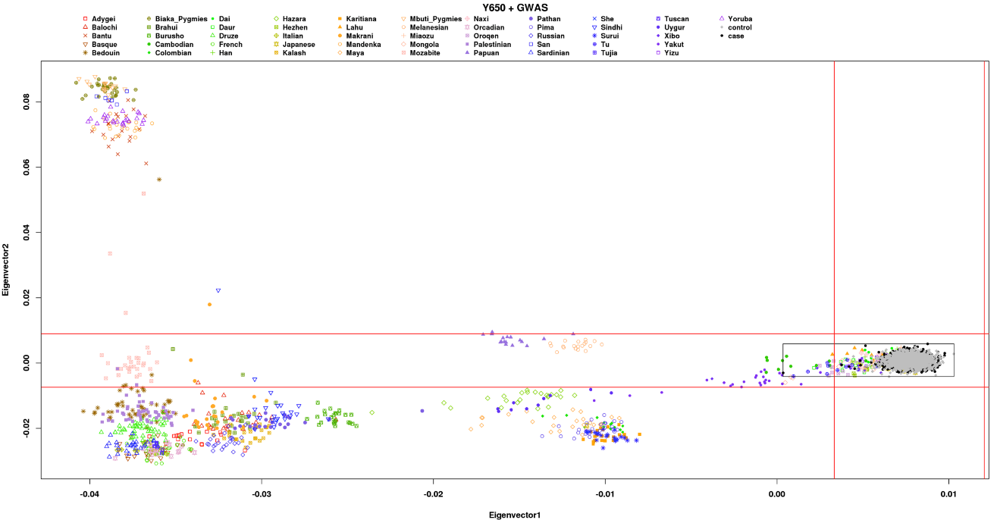 Y650 + GWAS
Adygei Biaka_Pygmies Dai Hazara Karitiana Mbuti_Pygmies Naxi Pathan She Tuscan Yoruba
Balochi Brahui Daur Hezhen Lahu Melanesian Orcadian Pima Sindhi Uygur control
Bantu Burusho Druze Italian Makrani Miaozu Oroqen Russian Surui Xibo case
Basque Cambodian French Japanese Mandenka Mongola Palestinian San Tu Yakut
Bedouin Colombian Han Kalash Maya Mozabite Papuan Sardinian Tujia Yizu
Eigenvector2
0.08
0.06
0.04
0.02
0.00
-0.02
-0.04 -0.03 -0.02 -0.01 0.00 0.01
Eigenvector1